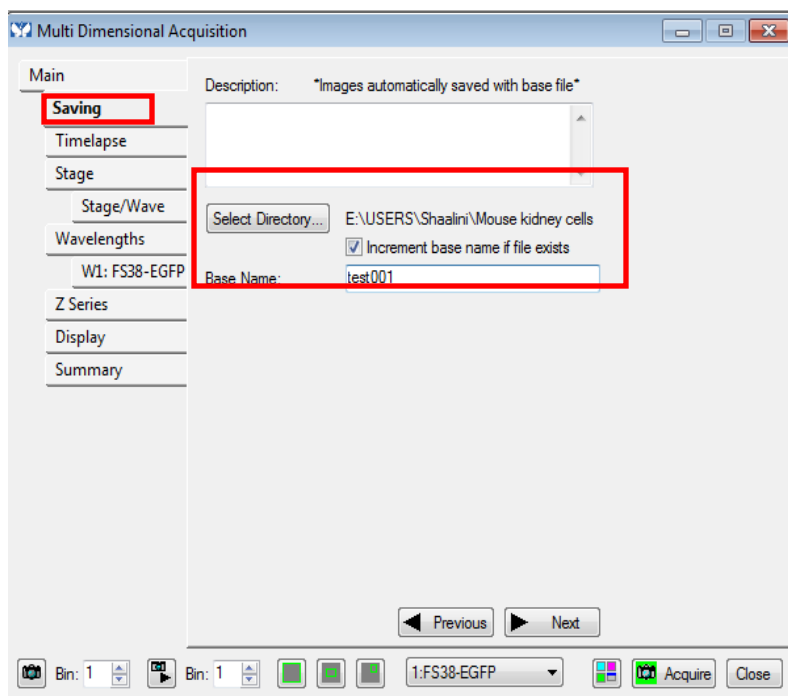 Multi Dimensional Acquisition
Main
Saving
Timelapse
Stage
Stage/Wave
Wavelengths
W1: FS38-EGFP
Z Series
Display
Summary
Description: *Images automatically saved with base file*
Select Directory... E:\USERS\Shaalini\Mouse kidney cells
Increment base name if file exists
Base Name: test001
Previous Next
Bin: 1 Bin: 1 1:FS38-EGFP Acquire Close